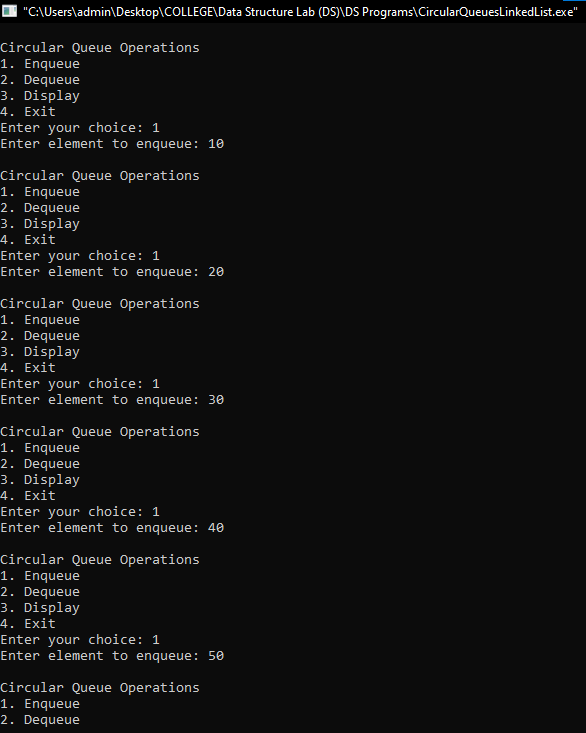 "C:\Users\admin\Desktop\COLLEGE\Data Structure Lab (DS)\DS Programs\CircularQueuesLinkedList.exe"
Circular Queue Operations
1. Enqueue
2. Dequeue
3. Display
4. Exit
Enter your choice: 1
Enter element to enqueue: 10
Circular Queue Operations
1. Enqueue
2. Dequeue
3. Display
4. Exit
Enter your choice: 1
Enter element to enqueue: 20
Circular Queue Operations
1. Enqueue
2. Dequeue
3. Display
4. Exit
Enter your choice: 1
Enter element to enqueue: 30
Circular Queue Operations
1. Enqueue
2. Dequeue
3. Display
4. Exit
Enter your choice: 1
Enter element to enqueue: 40
Circular Queue Operations
1. Enqueue
2. Dequeue
3. Display
4. Exit
Enter your choice: 1
Enter element to enqueue: 50
Circular Queue Operations
1. Enqueue
2. Dequeue